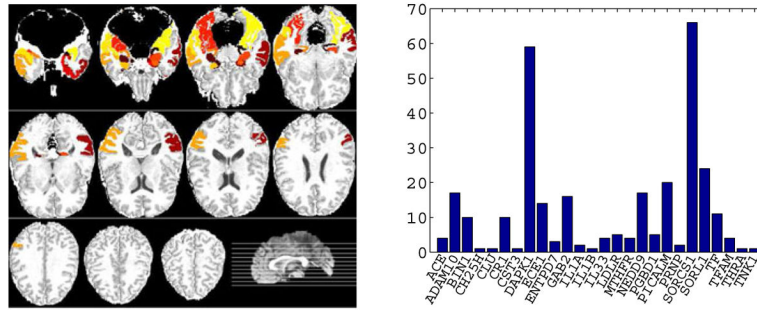 70
60
50
40
30
20
10
0
ACE
ADAM10
BIN1
CH25H
CLU
CR1
CST3
DAPK1
ECE1
ENTPD7
GAB2
IL1A
IL1B
IL33
LDLR
MTHFR
NEDD9
PGBD1
PICALM
PRNP
SORCS1
SORL1
TF
TFAM
THRA
TNK1